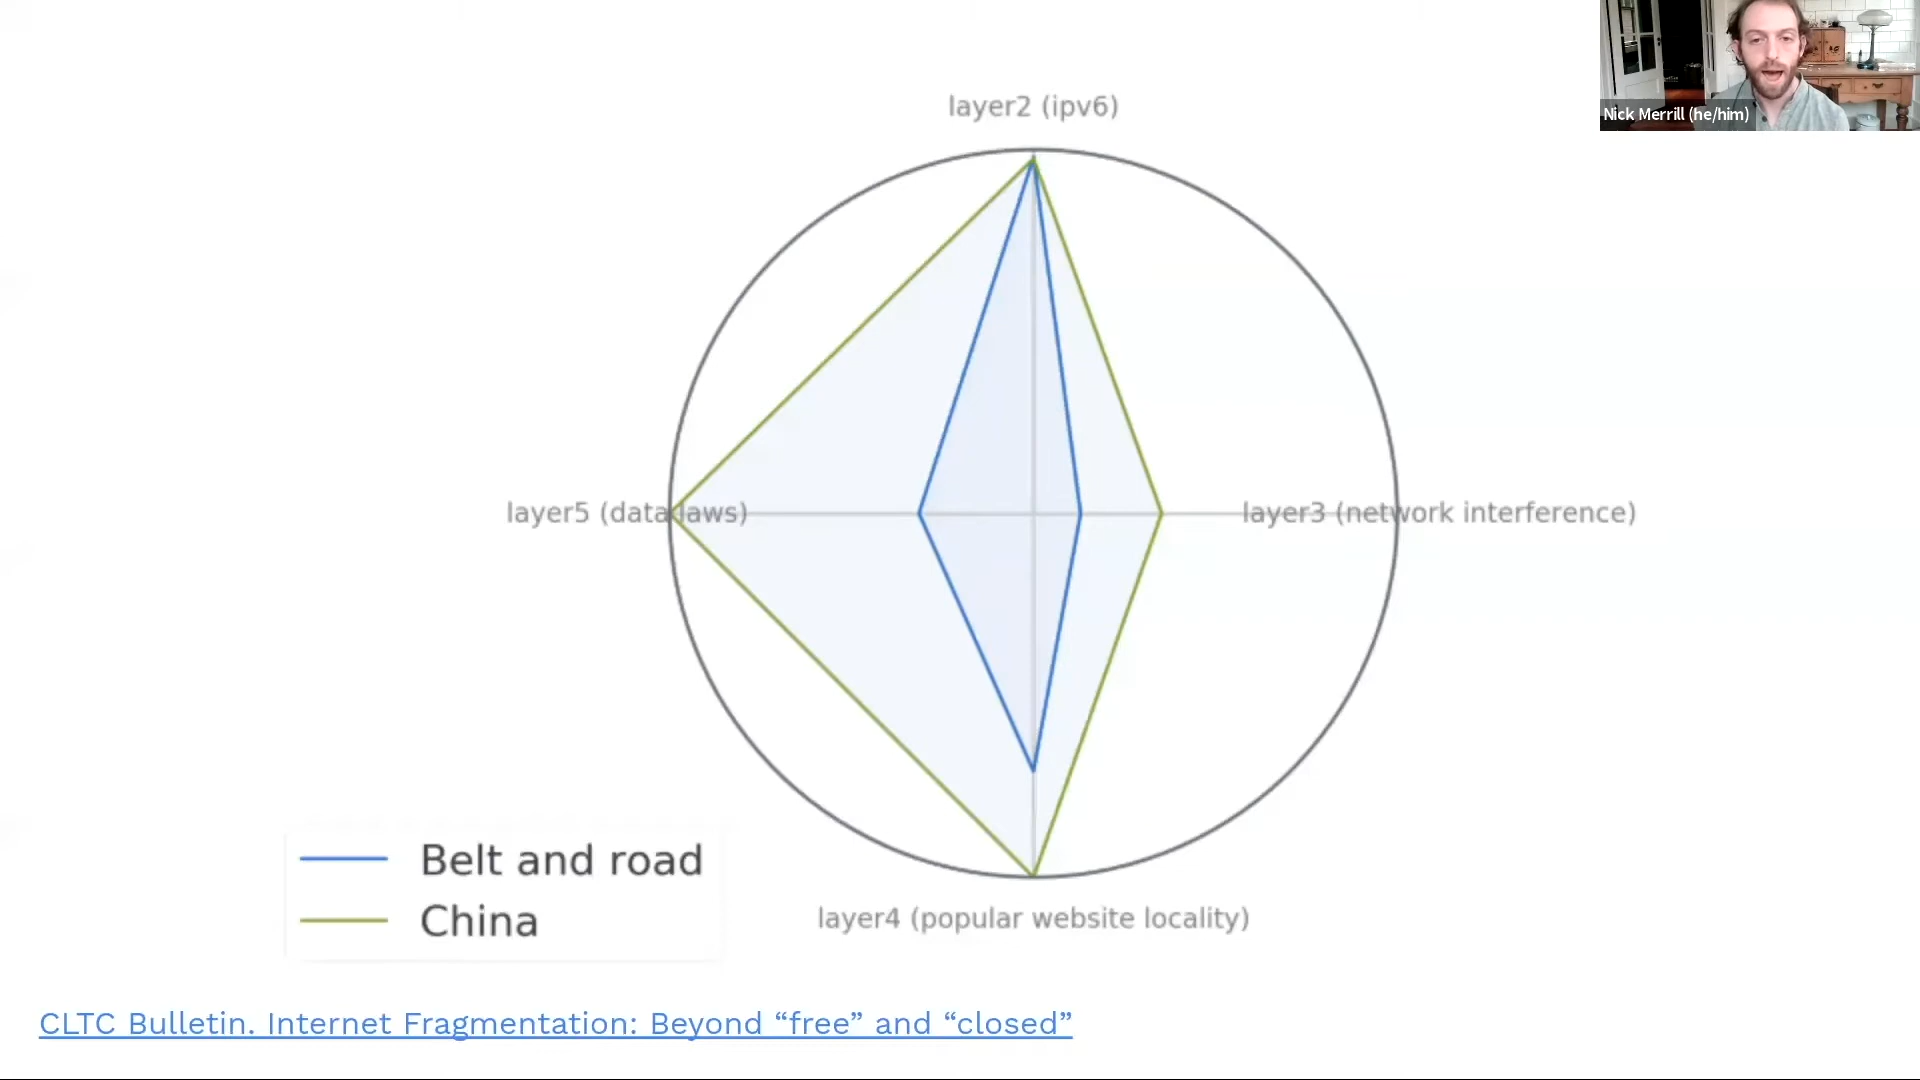 Nick Merrill (he/him)
layer2 (ipv6)
layer5 (data laws)
layer3 (network interference)
Belt and road
China
layer4 (popular website locality)
CLTC Bulletin. Internet Fragmentation: Beyond “free” and “closed”